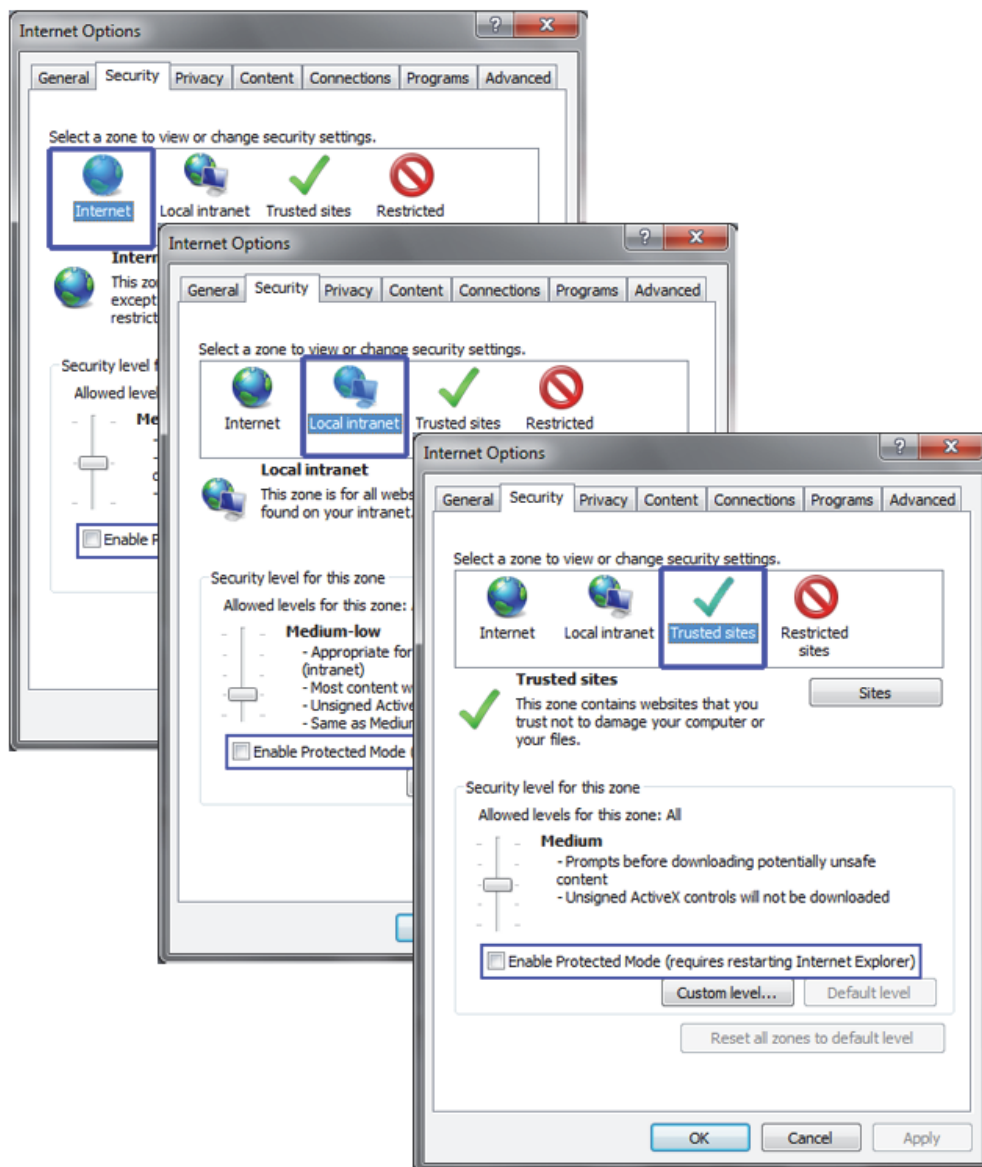 Internet Options
General Security Privacy Content Connections Programs Advanced
Select a zone to view or change security settings.
Internet Local intranet Trusted sites Restricted
This
except
Security level
Allowed
Enable
Internet Options
General Security Privacy Content Connections Programs Advanced
Select a zone to view or change security settings.
Internet Local intranet Trusted sites Restricted
Local intranet
This zone is for all
found on your intranet.
Security level for this zone
Allowed levels for this zone:
Medium-low
- Appropriate for
(intranet)
- Most content
- Unsigned
- Same as
Enable Protected Mode (
Internet Options
General Security Privacy Content Connections Programs Advanced
Select a zone to view or change security settings.
Internet Local intranet Trusted sites Restricted
sites
Trusted sites
This zone contains websites that you
trust not to damage your computer or
your files.
Sites
Security level for this zone
Allowed levels for this zone: All
Medium
- Prompts before downloading potentially unsafe
content
- Unsigned ActiveX controls will not be downloaded
Enable Protected Mode (requires restarting Internet Explorer)
Custom level... Default level
Reset all zones to default level
OK Cancel Apply